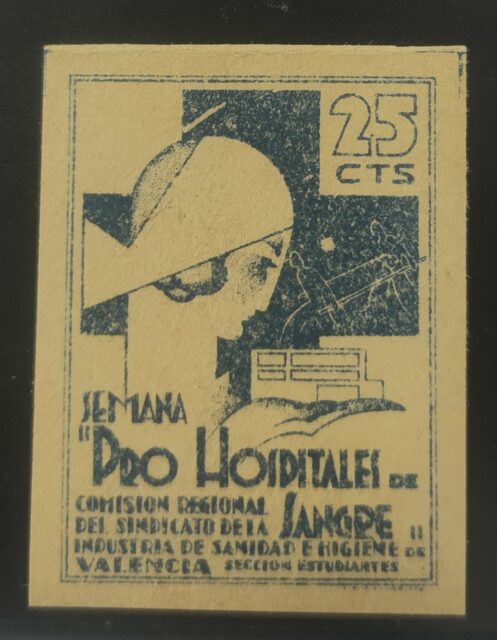 25
CTS
SEMANA
"PRO HOSPITALES DE
SANGRE"
COMISION REGIONAL
DEL SINDICATO DE LA
INDUSTRIA DE SANIDAD E HIGIENE DE
VALENCIA SECCION ESTUDIANTES